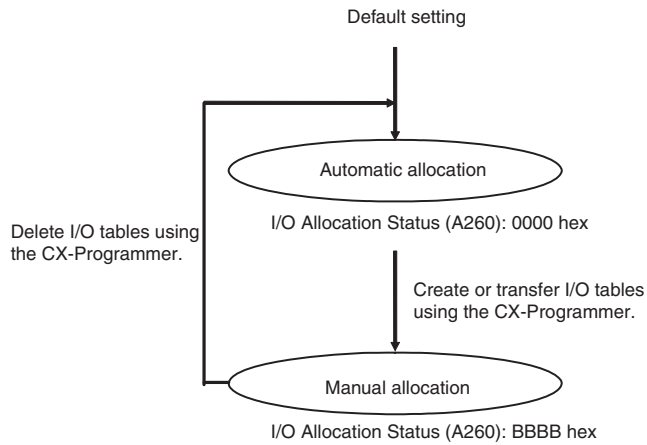 Default setting
Automatic allocation
I/O Allocation Status (A260): 0000 hex
Delete I/O tables using
the CX-Programmer.
Create or transfer I/O tables
using the CX-Programmer.
Manual allocation
I/O Allocation Status (A260): BBBB hex